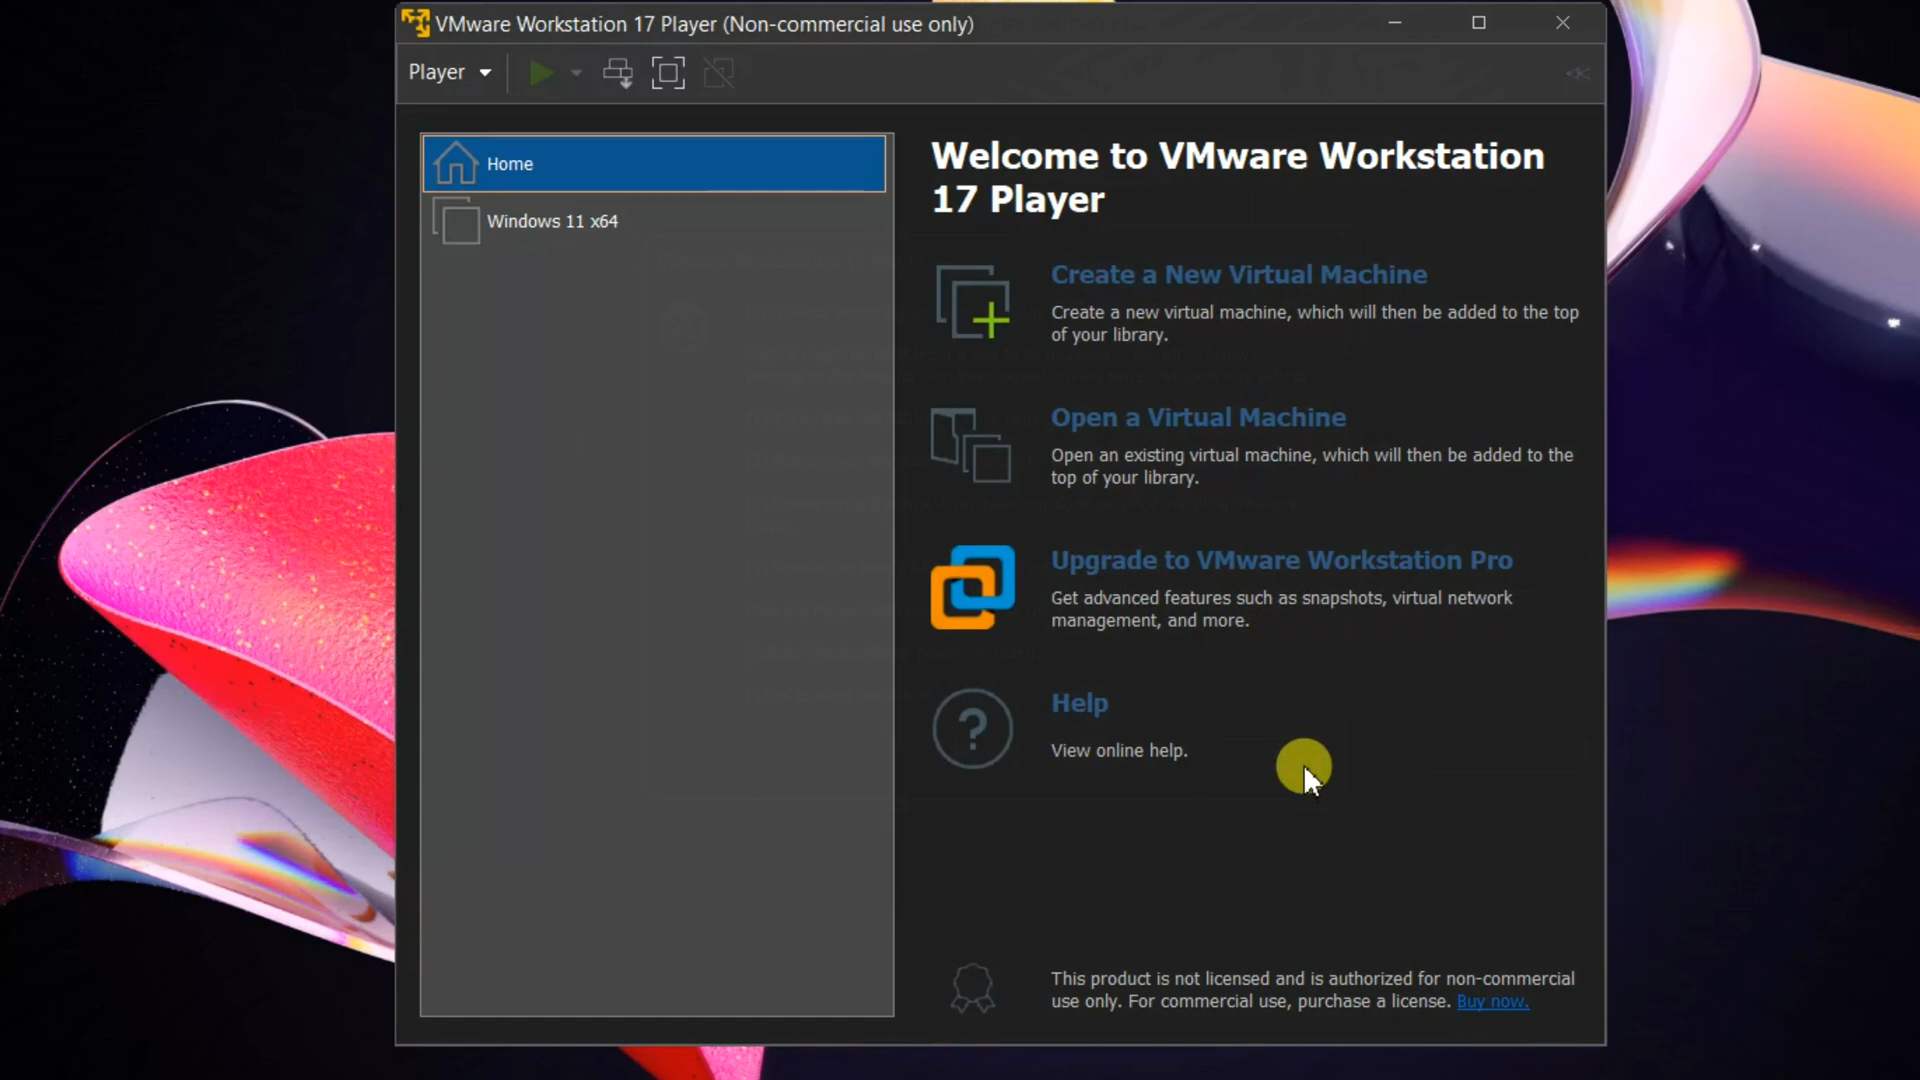 VMware Workstation 17 Player (Non-commercial use only)
Player
Home
Windows 11 x64
Welcome to VMware Workstation
17 Player
Create a New Virtual Machine
Create a new virtual machine, which will then be added to the top
of your library.
Open a Virtual Machine
Open an existing virtual machine, which will then be added to the
top of your library.
Upgrade to VMware Workstation Pro
Get advanced features such as snapshots, virtual network
management, and more.
Help
View online help.
This product is not licensed and is authorized for non-commercial
use only. For commercial use, purchase a license. Buy now.